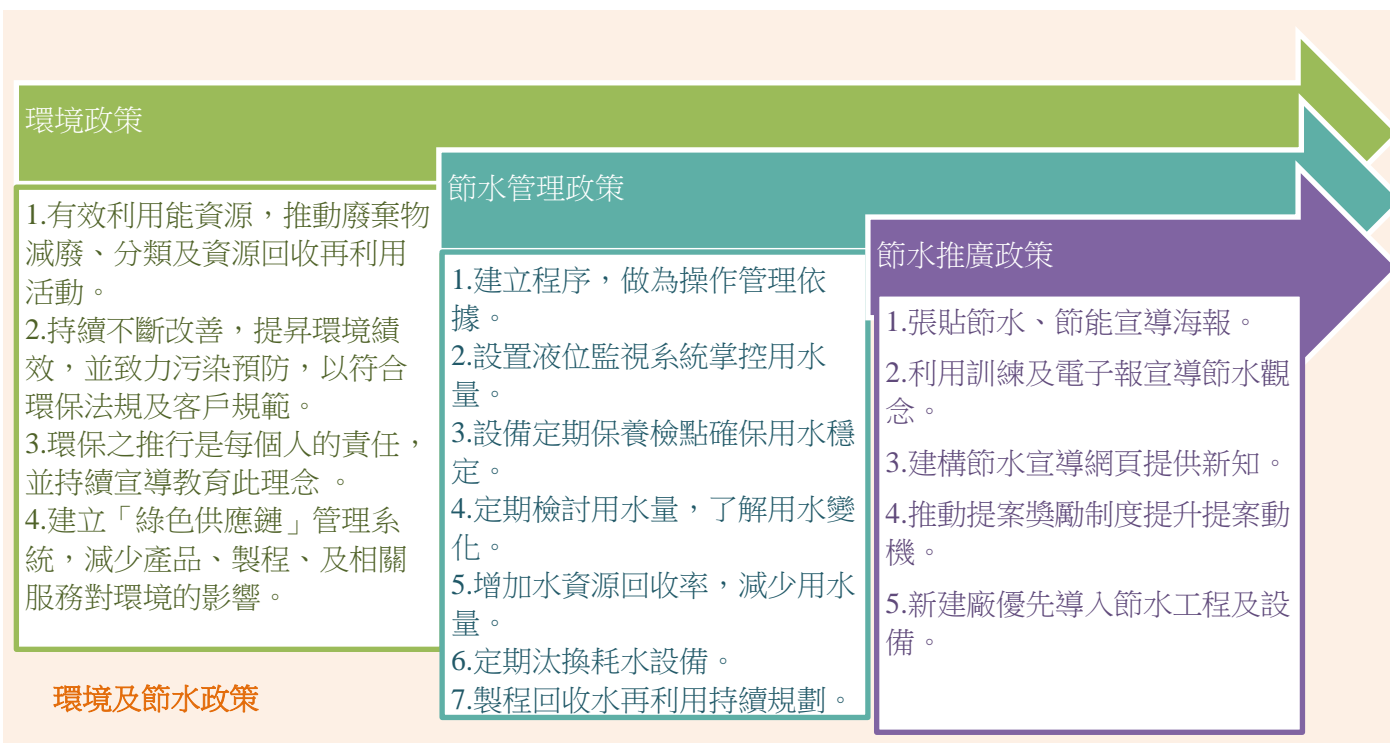 環境政策
1.有效利用能資源，推動廢棄物
減廢、分類及資源回收再利用
活動。
2.持續不斷改善，提昇環境績
效，並致力污染預防，以符合
環保法規及客戶規範。
3.環保之推行是每個人的責任，
並持續宣導教育此理念 。
4.建立「綠色供應鏈」管理系
統，減少產品、製程、及相關
服務對環境的影響。
節水管理政策
1.建立程序，做為操作管理依
據。
2.設置液位監視系統掌控用水
量。
3.設備定期保養檢點確保用水穩
定。
4.定期檢討用水量，了解用水變
化。
5.增加水資源回收率，減少用水
量。
6.定期汰換耗水設備。
7.製程回收水再利用持續規劃。
節水推廣政策
1.張貼節水、節能宣導海報。
2.利用訓練及電子報宣導節水觀
念。
3.建構節水宣導網頁提供新知。
4.推動提案獎勵制度提升提案動
機。
5.新建廠優先導入節水工程及設
備。
環境及節水政策